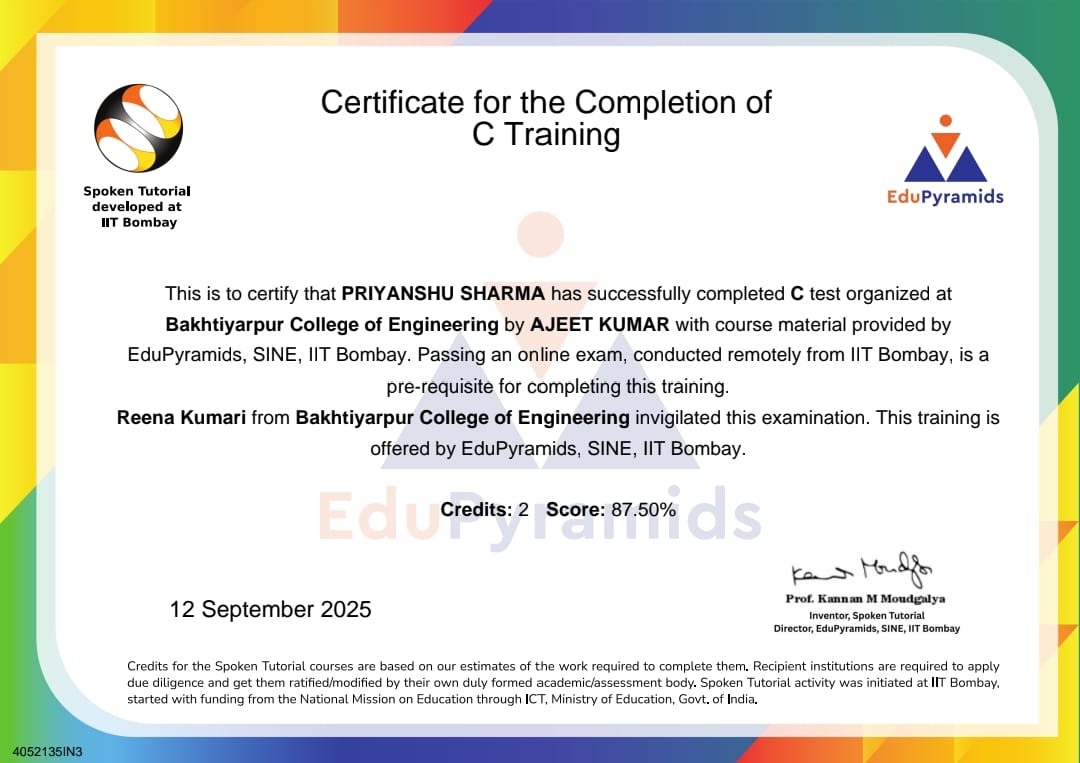 Certificate for the Completion of
C Training
Spoken Tutorial
developed at
IIT Bombay
EduPyramids
This is to certify that PRIYANSHU SHARMA has successfully completed C test organized at
Bakhtiyarpur College of Engineering by AJEET KUMAR with course material provided by
EduPyramids, SINE, IIT Bombay. Passing an online exam, conducted remotely from IIT Bombay, is a
pre-requisite for completing this training.
Reena Kumari from Bakhtiyarpur College of Engineering invigilated this examination. This training is
offered by EduPyramids, SINE, IIT Bombay.
EduPyramids
Credits: 2 Score: 87.50%
12 September 2025
Prof. Kannan M Moudgalya
Inventor, Spoken Tutorial
Director, EduPyramids, SINE, IIT Bombay
Credits for the Spoken Tutorial courses are based on our estimates of the work required to complete them. Recipient institutions are required to apply
due diligence and get them ratified/modified by their own duly formed academic/assessment body. Spoken Tutorial activity was initiated at IIT Bombay,
started with funding from the National Mission on Education through ICT, Ministry of Education, Govt. of India.
4052135IN3